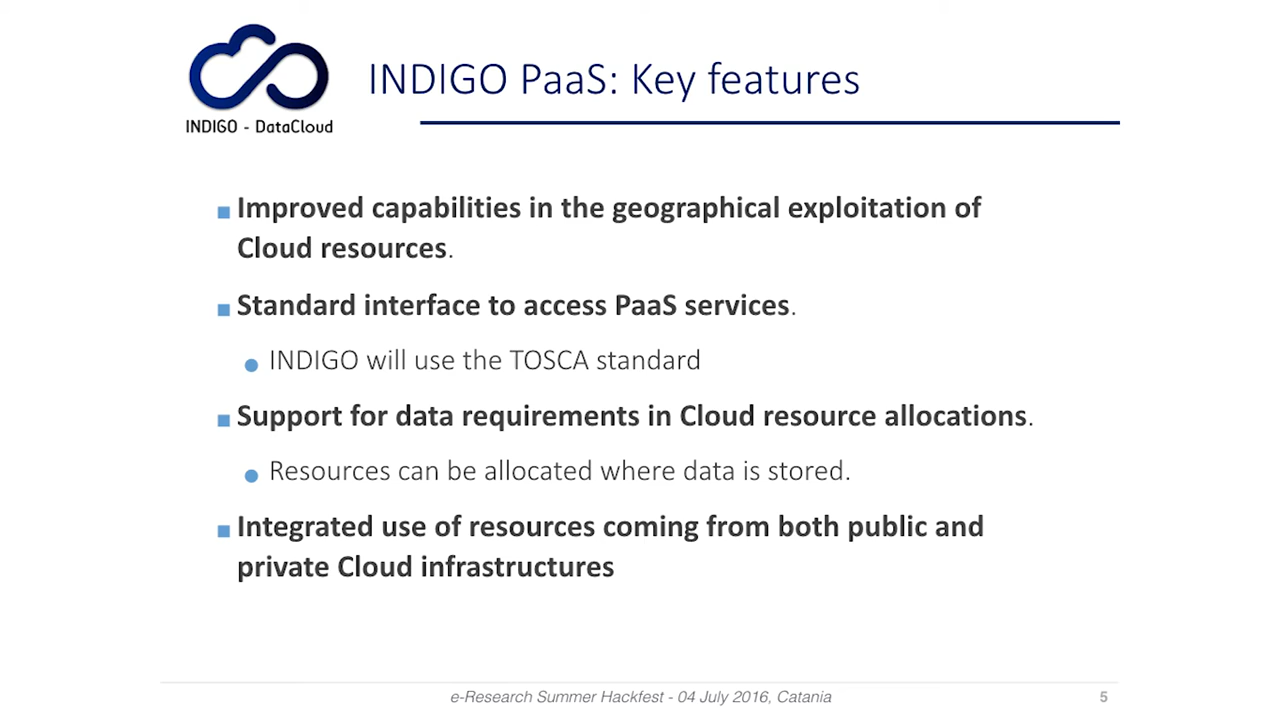 INDIGO - DataCloud
INDIGO PaaS: Key features
Improved capabilities in the geographical exploitation of
Cloud resources.
Standard interface to access PaaS services.
INDIGO will use the TOSCA standard
Support for data requirements in Cloud resource allocations.
Resources can be allocated where data is stored.
Integrated use of resources coming from both public and
private Cloud infrastructures
e-Research Summer Hackfest - 04 July 2016, Catania
5